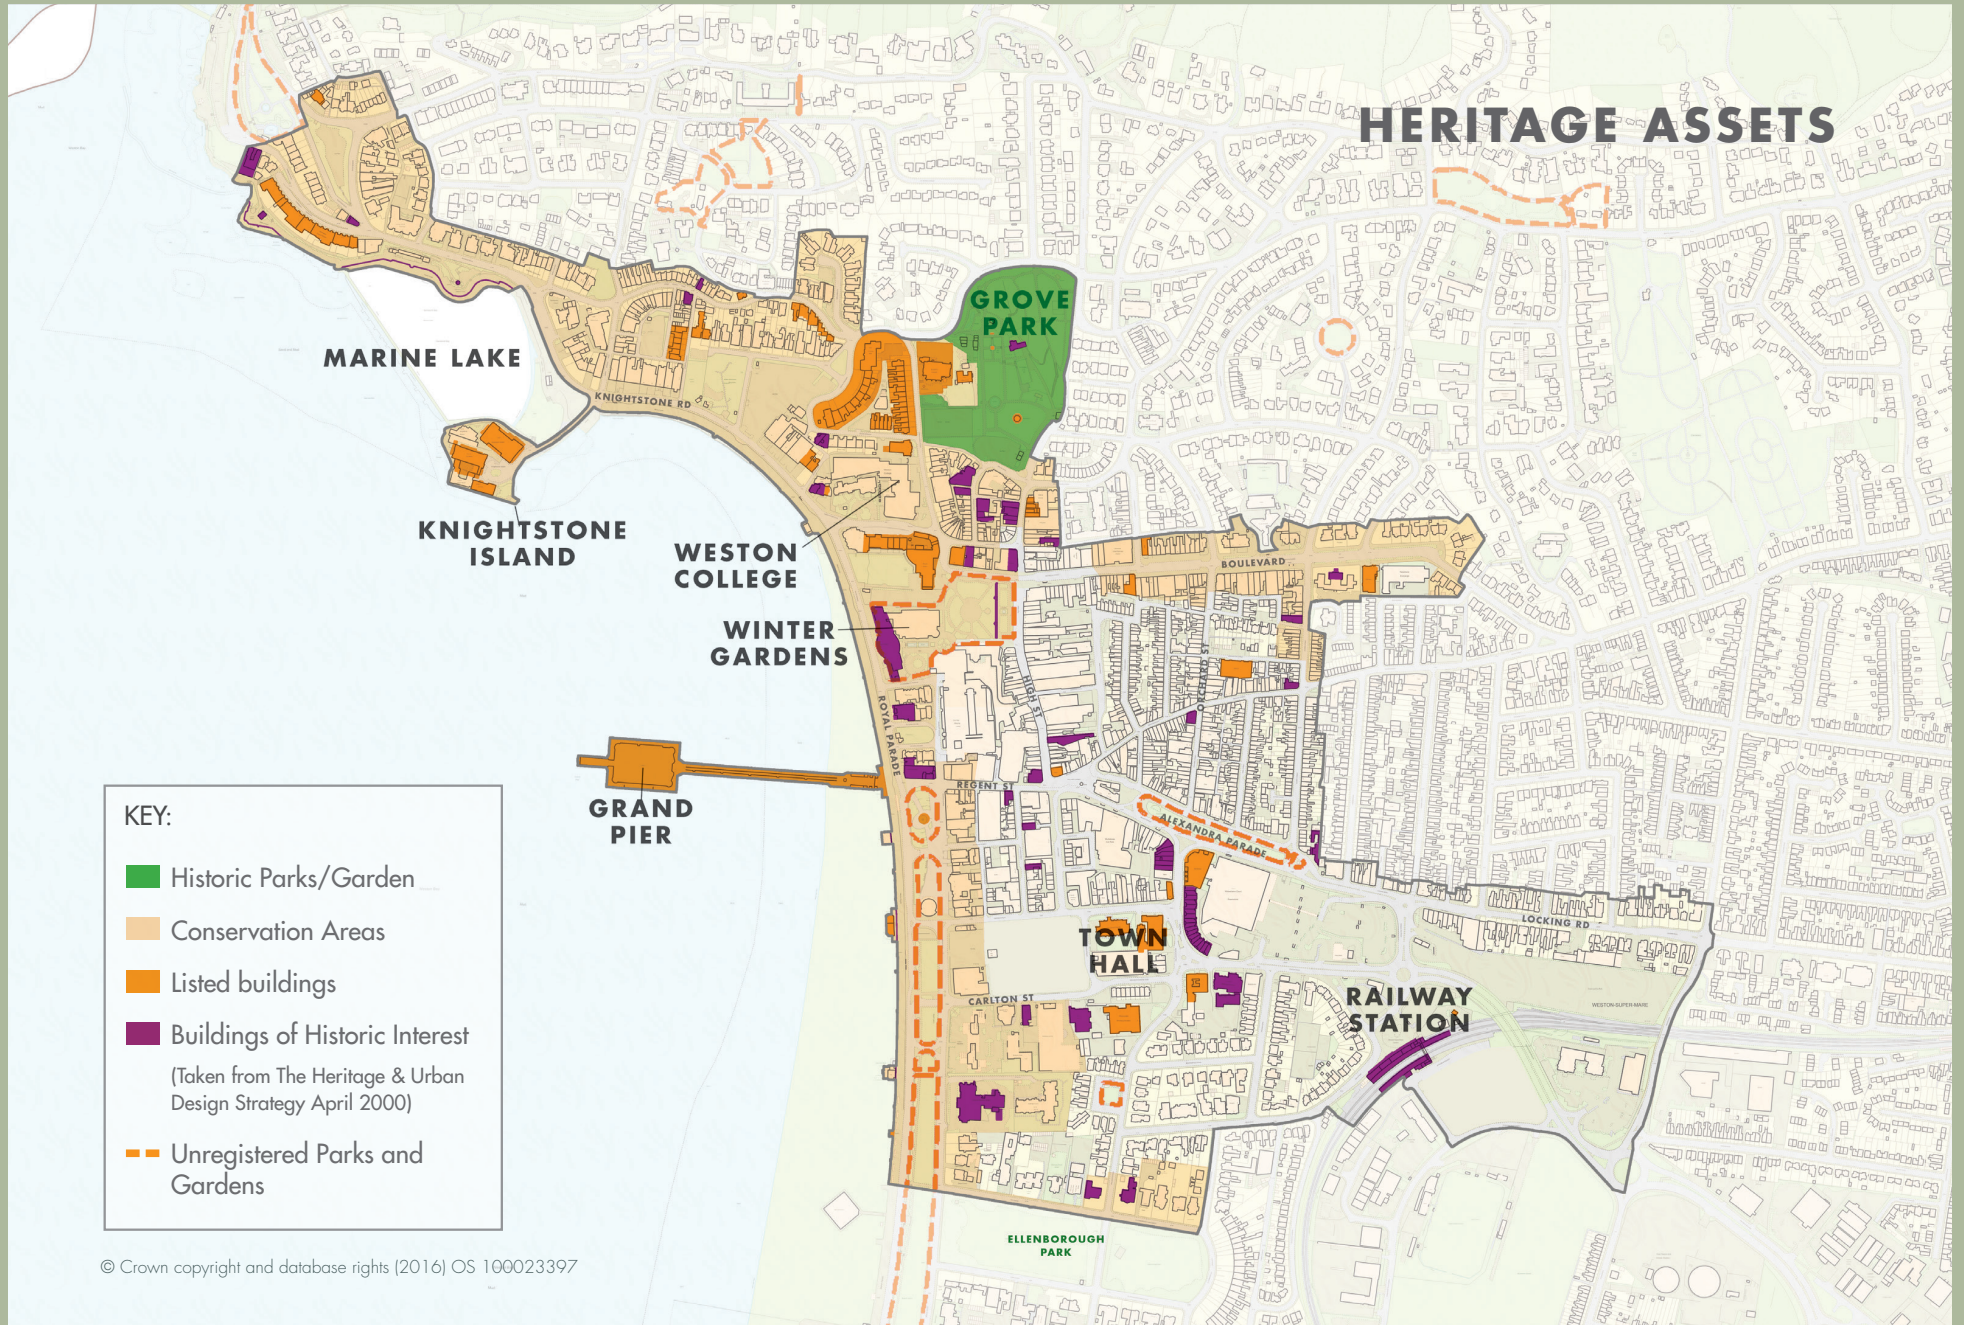 HERITAGE ASSETS
GROVE
PARK
MARINE LAKE
KNIGHTSTONE RD
KNIGHTSTONE
ISLAND
WESTON
COLLEGE
BOULEVARD
WINTER
GARDENS
ORCHARD ST
HIGH ST
ROYAL PARADE
GRAND
PIER
REGENT ST
ALEXANDRA PARADE
LOCKING RD
TOWN
HALL
CARLTON ST
RAILWAY
STATION
WESTON-SUPER-MARE
ELLENBOROUGH
PARK
KEY:
Historic Parks/Garden
Conservation Areas
Listed buildings
Buildings of Historic Interest
(Taken from The Heritage & Urban
Design Strategy April 2000)
Unregistered Parks and
Gardens
© Crown copyright and database rights (2016) OS 100023397